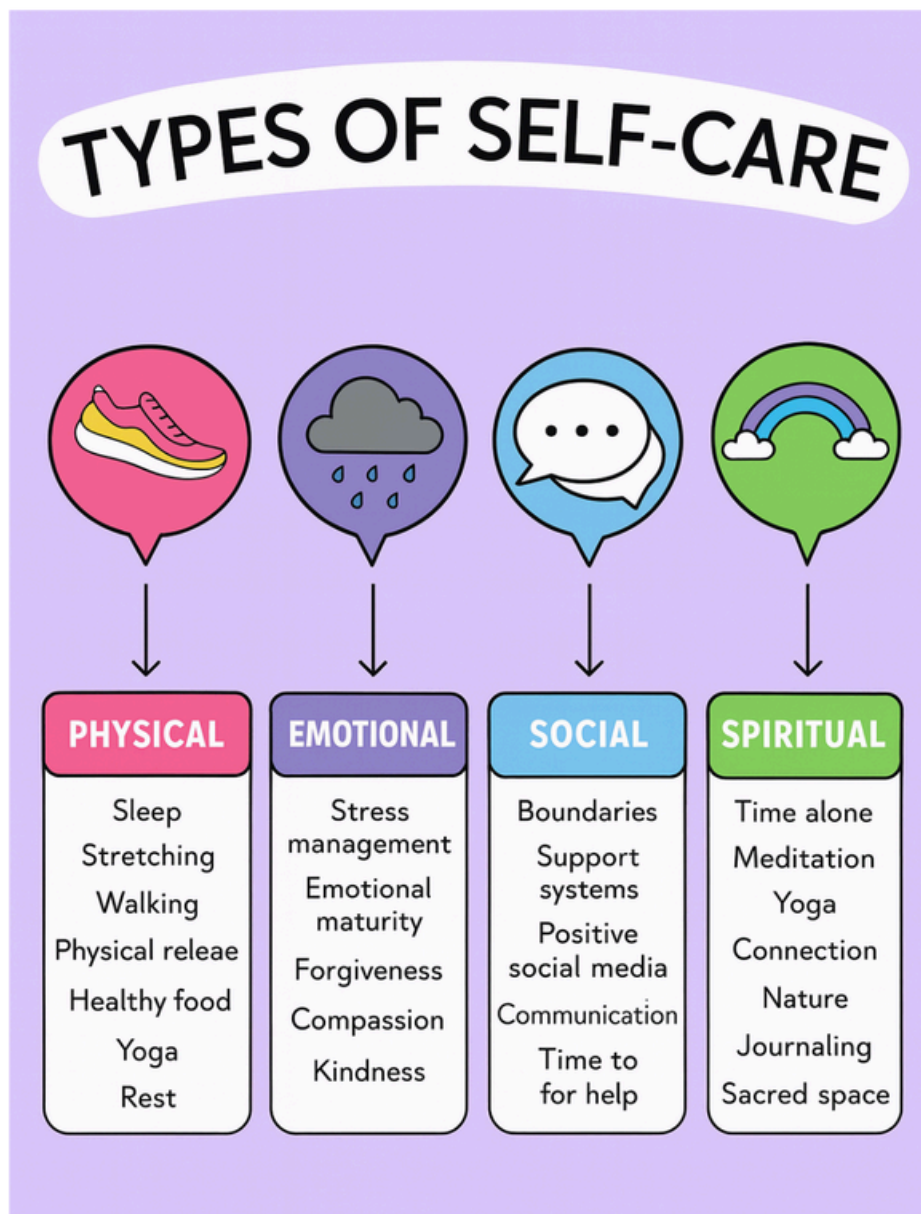 TYPES OF SELF-CARE
PHYSICAL
Sleep
Stretching
Walking
Physical releae
Healthy food
Yoga
Rest
EMOTIONAL
Stress
management
Emotional
maturity
Forgiveness
Compassion
Kindness
SOCIAL
Boundaries
Support
systems
Positive
social media
Communication
Time to
for help
SPIRITUAL
Time alone
Meditation
Yoga
Connection
Nature
Journaling
Sacred space